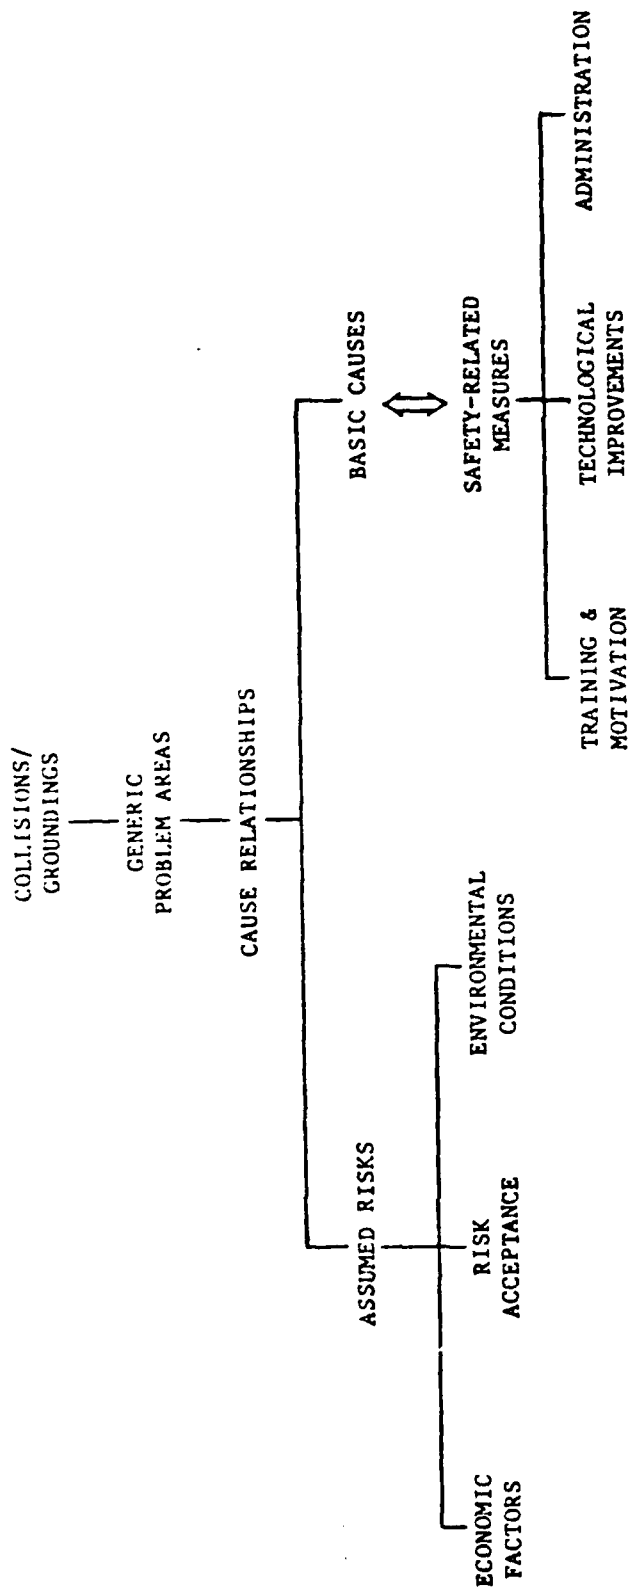 COLLISIONS/
GROUNDINGS
GENERIC
PROBLEM AREAS
CAUSE RELATIONSHIPS
ASSUMED RISKS
BASIC CAUSES
ECONOMIC
FACTORS
RISK
ACCEPTANCE
ENVIRONMENTAL
CONDITIONS
SAFETY-RELATED
MEASURES
TRAINING &
MOTIVATION
TECHNOLOGICAL
IMPROVEMENTS
ADMINISTRATION